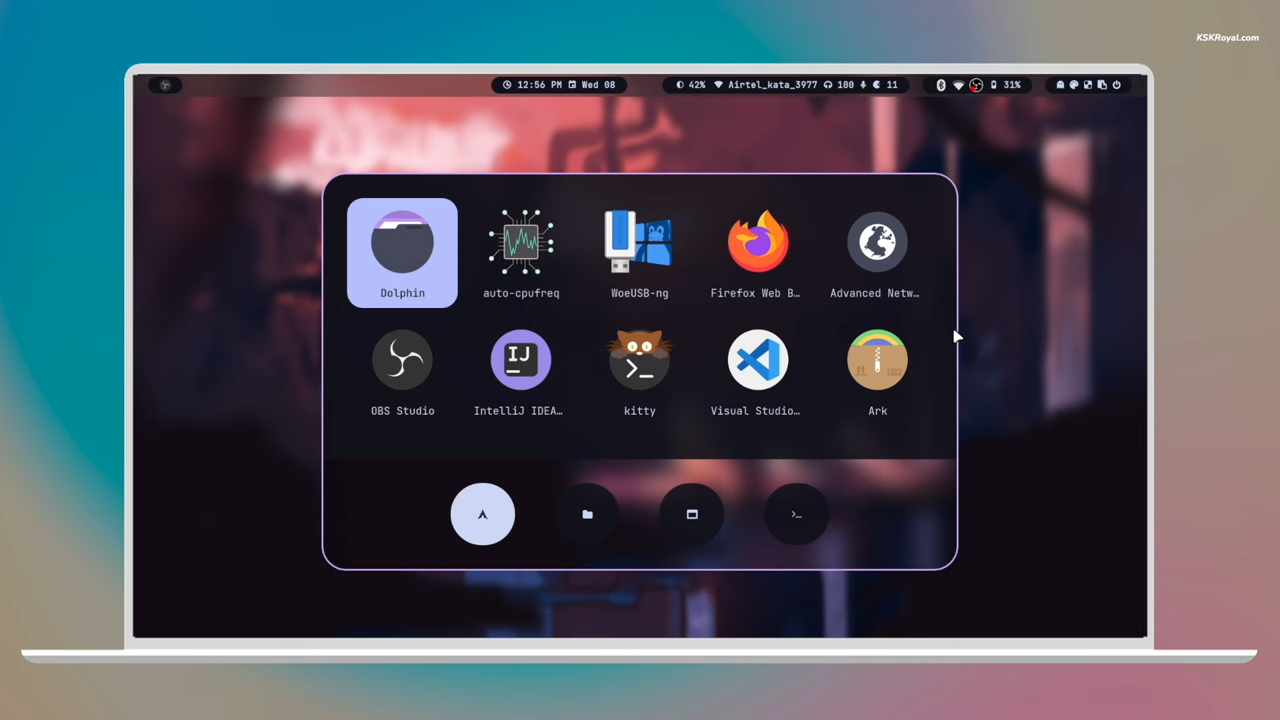 KSKRoyal.com
12:56 PM Wed 08
42% Airtel_kata_3977 100 11
31%
Dolphin
auto-cpufreq
WoeUSB-ng
Firefox Web B…
Advanced Netw…
IJ
>_
OBS Studio
IntelliJ IDEA…
kitty
Visual Studio…
Ark
>_